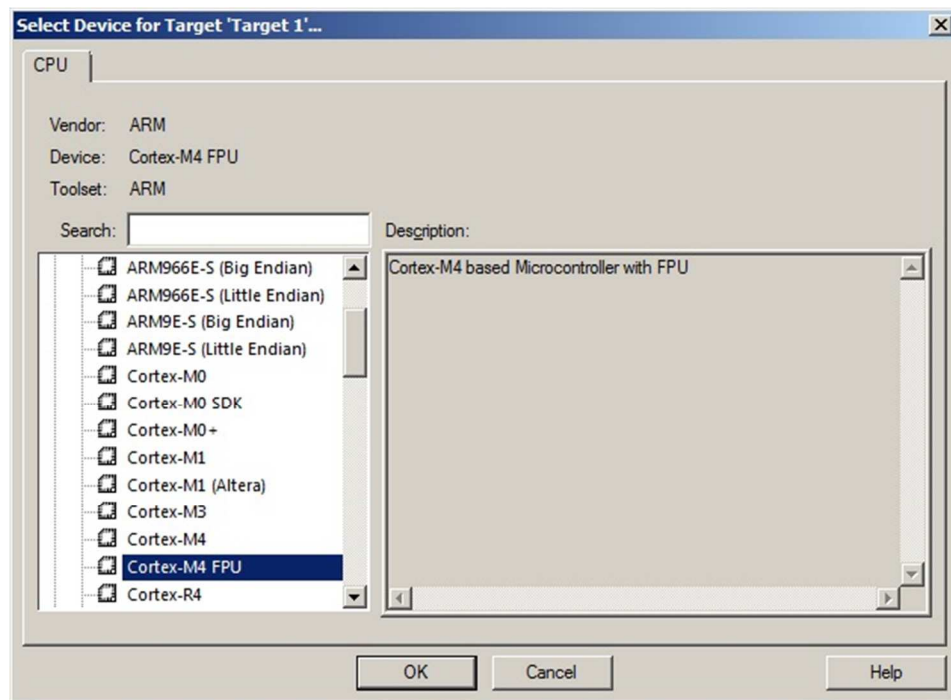 Select Device for Target 'Target 1'...
CPU
Vendor: ARM
Device: Cortex-M4 FPU
Toolset: ARM
Search:
Description:
ARM966E-S (Big Endian)
ARM966E-S (Little Endian)
ARM9E-S (Big Endian)
ARM9E-S (Little Endian)
Cortex-M0
Cortex-M0 SDK
Cortex-M0+
Cortex-M1
Cortex-M1 (Altera)
Cortex-M3
Cortex-M4
Cortex-M4 FPU
Cortex-R4
Cortex-M4 based Microcontroller with FPU
OK
Cancel
Help